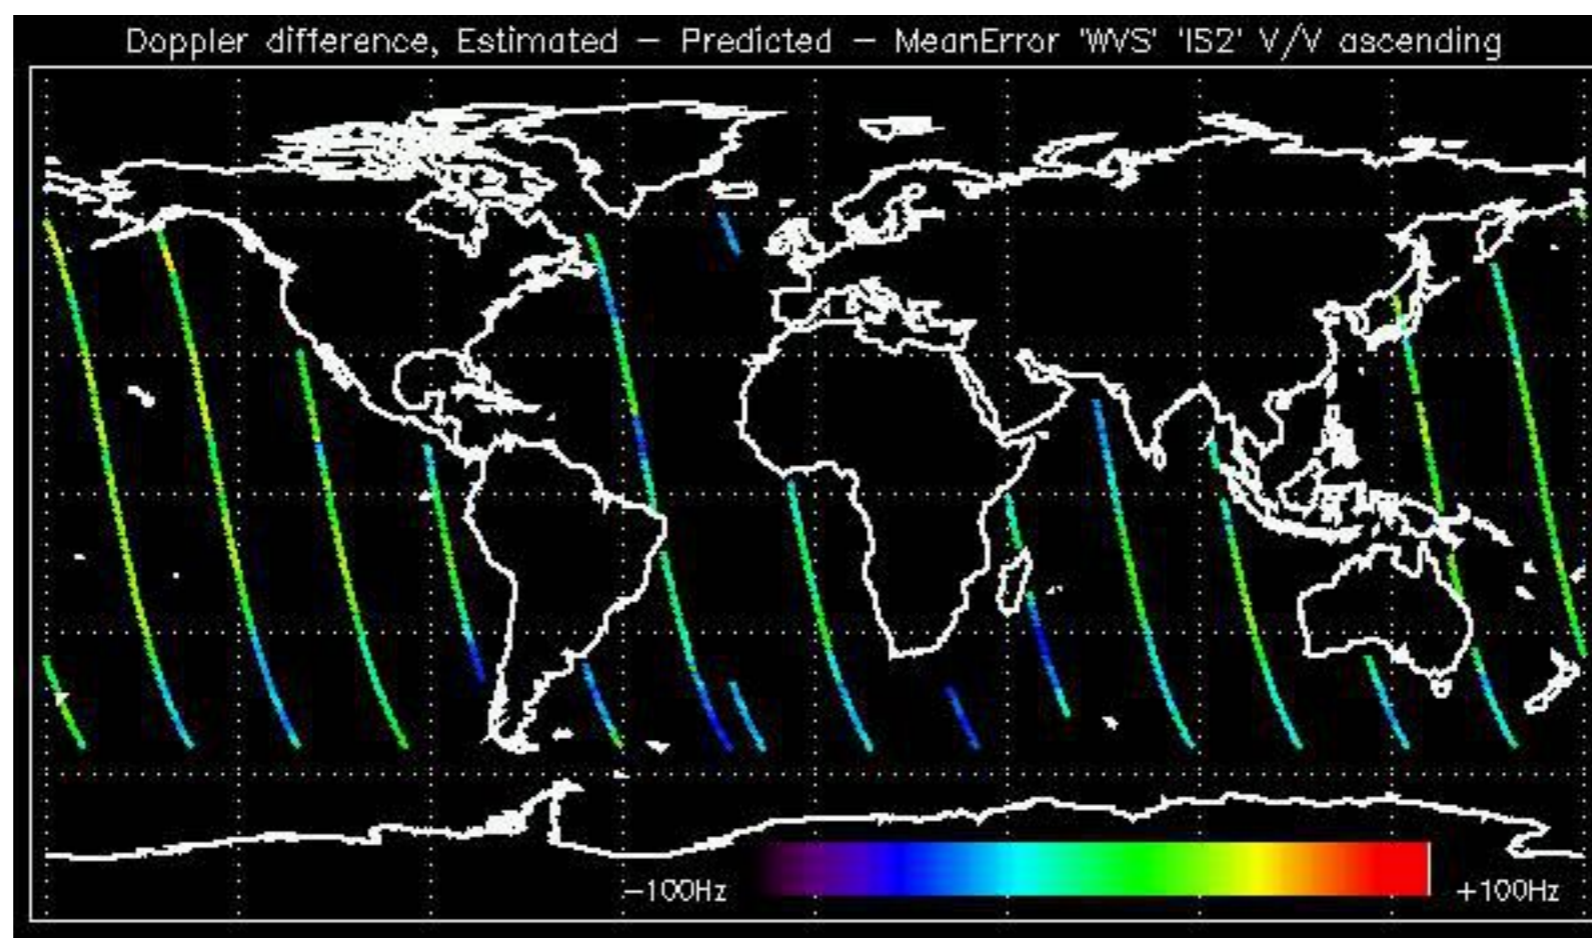 Doppler difference, Estimated – Predicted – MeanError 'WVS' 'IS2' V/V ascending
–100Hz
+100Hz